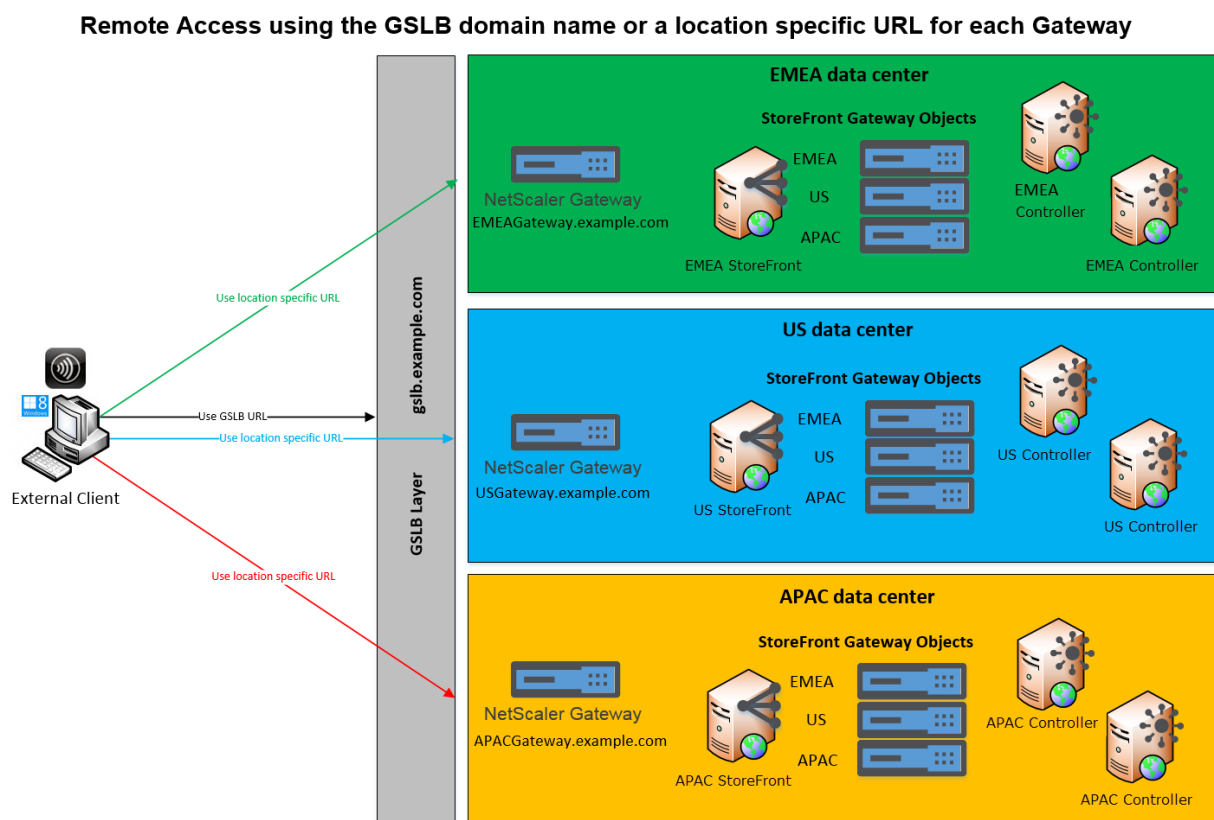 Remote Access using the GSLB domain name or a location specific URL for each Gateway
External Client
8
Windows
Use location specific URL
Use GSLB URL
Use location specific URL
Use location specific URL
gslb.example.com
GSLB Layer
EMEA data center
StoreFront Gateway Objects
NetScaler Gateway
EMEAGateway.example.com
EMEA StoreFront
EMEA
US
APAC
EMEA
Controller
EMEA Controller
US data center
StoreFront Gateway Objects
NetScaler Gateway
USGateway.example.com
US StoreFront
EMEA
US
APAC
US Controller
US Controller
APAC data center
StoreFront Gateway Objects
NetScaler Gateway
APACGateway.example.com
APAC StoreFront
EMEA
US
APAC
APAC Controller
APAC Controller